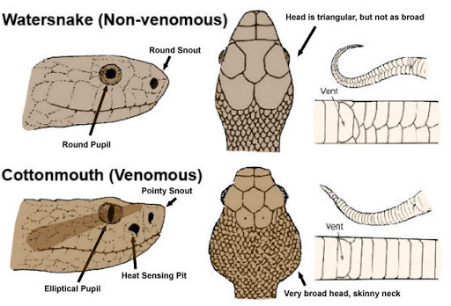 Watersnake (Non-venomous)
Head is triangular, but not as broad
Round Snout
Vent
Round Pupil
Cottonmouth (Venomous)
Pointy Snout
Vent
Heat Sensing Pit
Elliptical Pupil
Very broad head, skinny neck